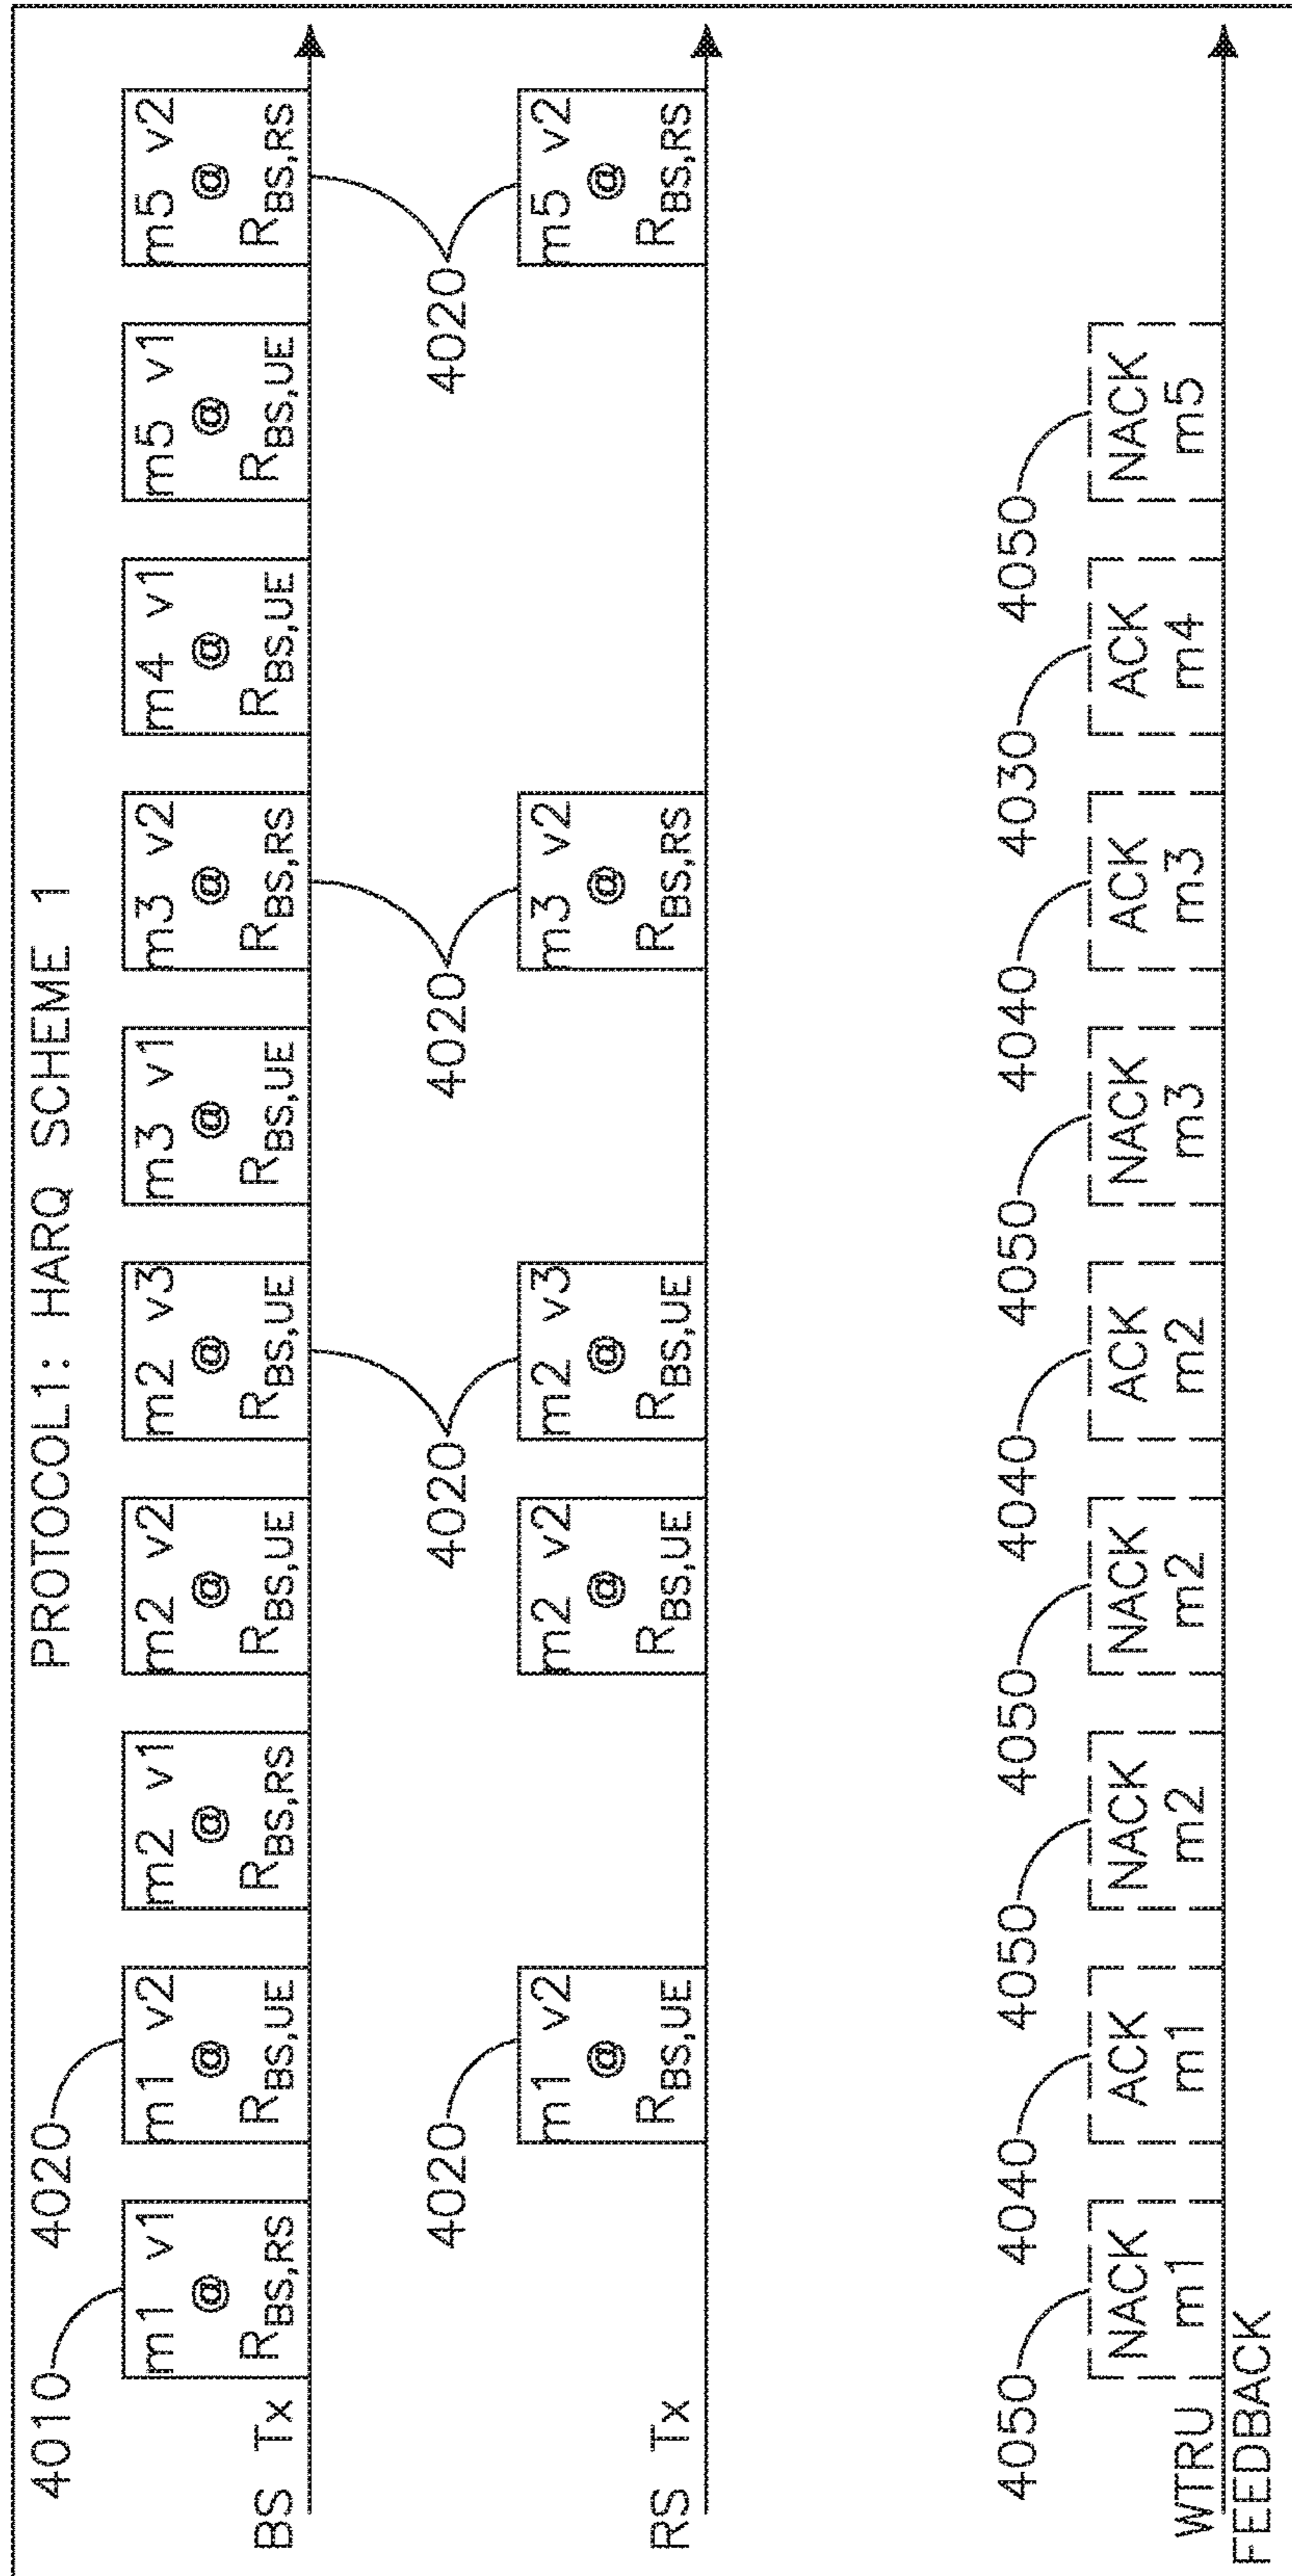 PROTOCOL1: HARQ SCHEME 1
4010
4020
BS Tx
m1 v1
@
RBS,RS
m1 v2
@
RBS,UE
m2 v1
@
RBS,RS
m2 v2
@
RBS,UE
m2 v3
@
RBS,UE
m3 v1
@
RBS,UE
m3 v2
@
RBS,RS
m4 v1
@
RBS,UE
m5 v1
@
RBS,UE
m5 v2
@
RBS,RS
4020
4020
4020
4020
RS Tx
m1 v2
@
RBS,UE
m2 v2
@
RBS,UE
m2 v3
@
RBS,UE
m3 v2
@
RBS,RS
m5 v2
@
RBS,RS
4050
4040
4050
4050
4040
4050
4040
4030
4050
WTRU
FEEDBACK
NACK
m1
ACK
m1
NACK
m2
NACK
m2
ACK
m2
NACK
m3
ACK
m3
ACK
m4
NACK
m5